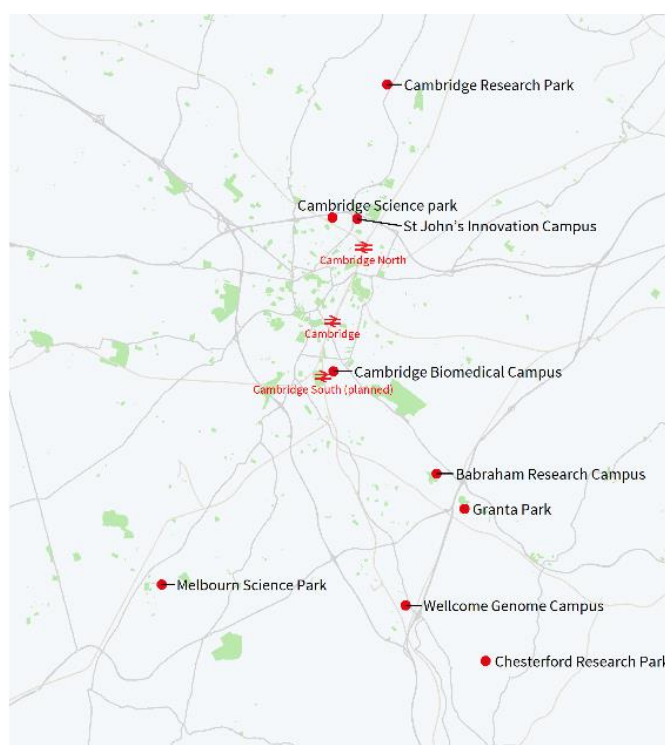 Cambridge Research Park
Cambridge Science park
St John's Innovation Campus
Cambridge North
Cambridge
Cambridge Biomedical Campus
Cambridge South (planned)
Babraham Research Campus
Granta Park
Melbourn Science Park
Wellcome Genome Campus
Chesterford Research Park